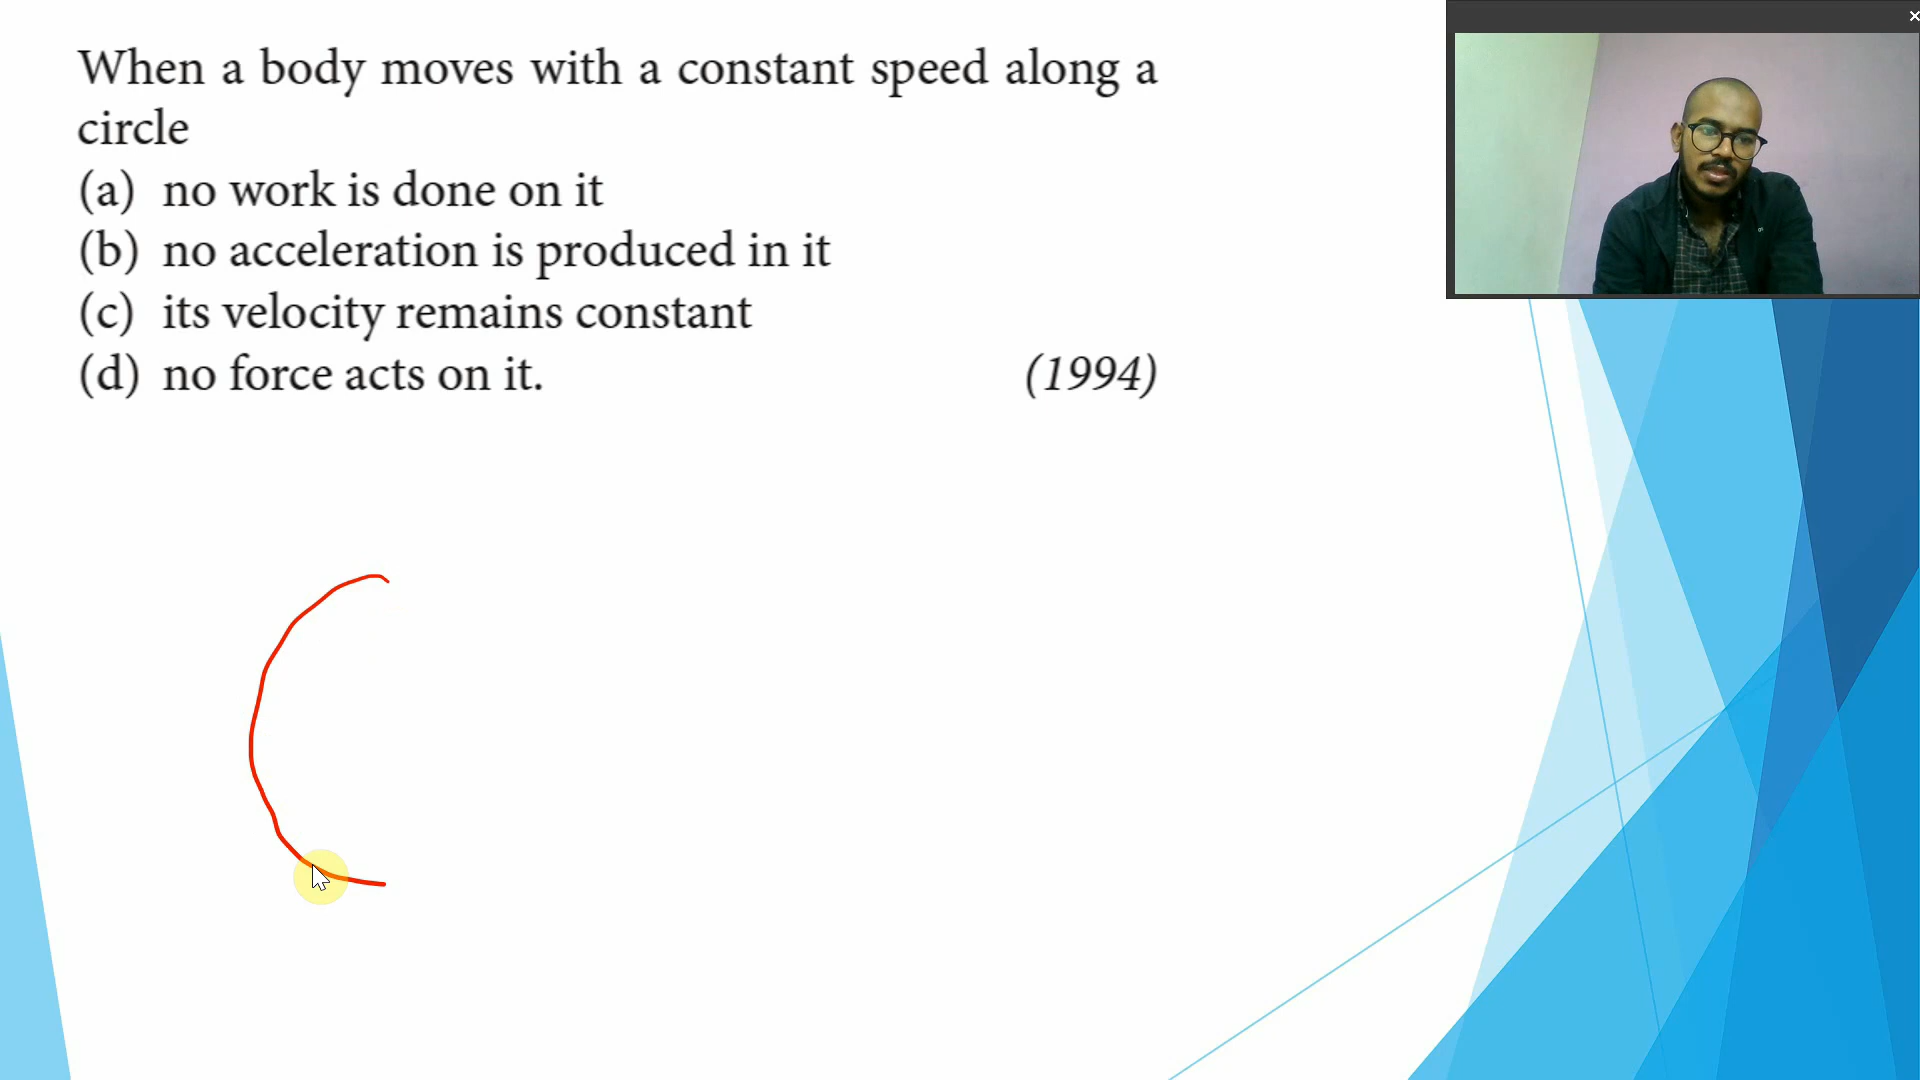 When a body moves with a constant speed along a
circle
(a) no work is done on it
(b) no acceleration is produced in it
(c) its velocity remains constant
(d) no force acts on it. (1994)